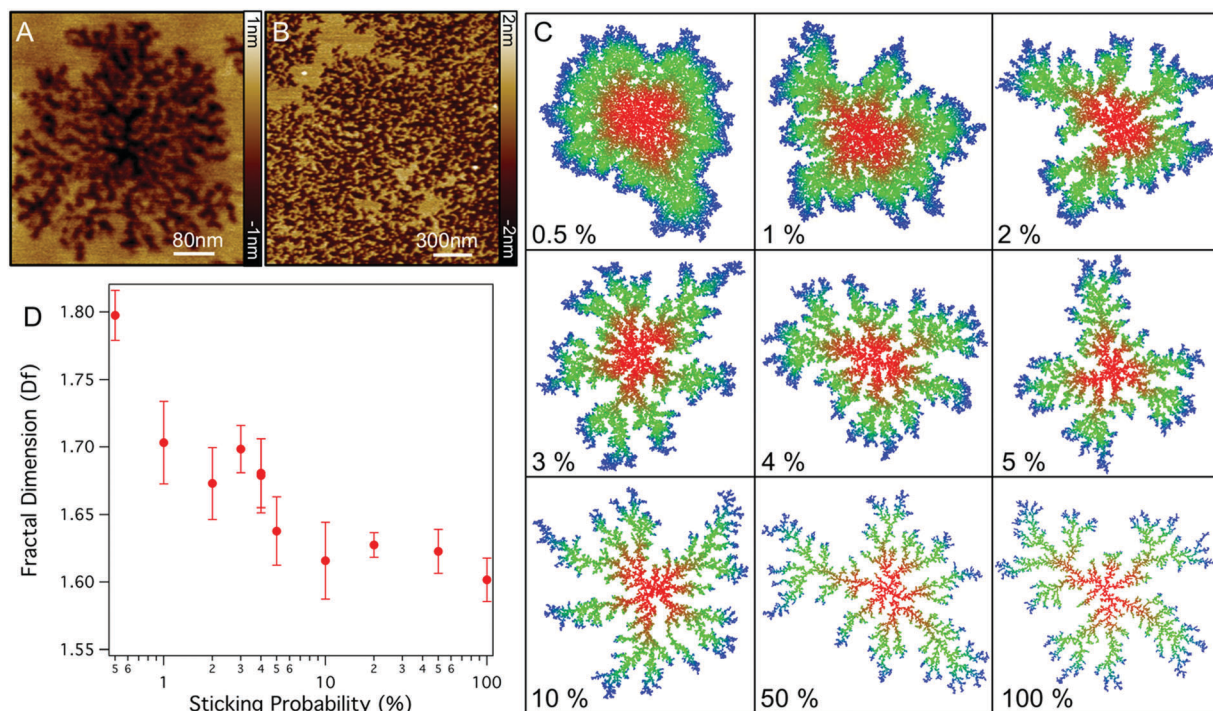 A
1nm
-1nm
80nm
B
2nm
-2nm
300nm
C
0.5 %
1 %
2 %
3 %
4 %
5 %
10 %
50 %
100 %
D
Fractal Dimension (Df)
1.80
1.75
1.70
1.65
1.60
1.55
5 6 2 3 4 5 6 2 3 4 5 6
1 10 100
Sticking Probability (%)